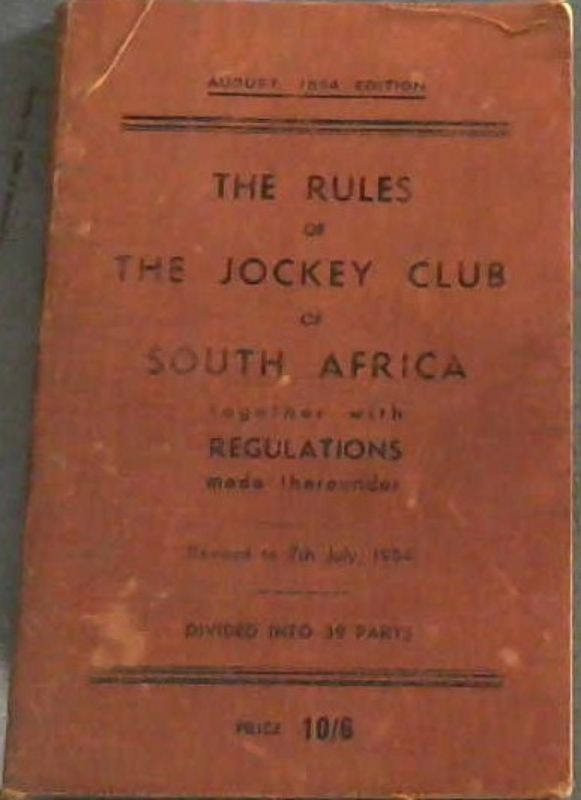 AUGUST, 1954 EDITION
THE RULES
OF
THE JOCKEY CLUB
OF
SOUTH AFRICA
together with
REGULATIONS
made thereunder
Revised to 7th July, 1954
DIVIDED INTO 39 PARTS
PRICE 10/6